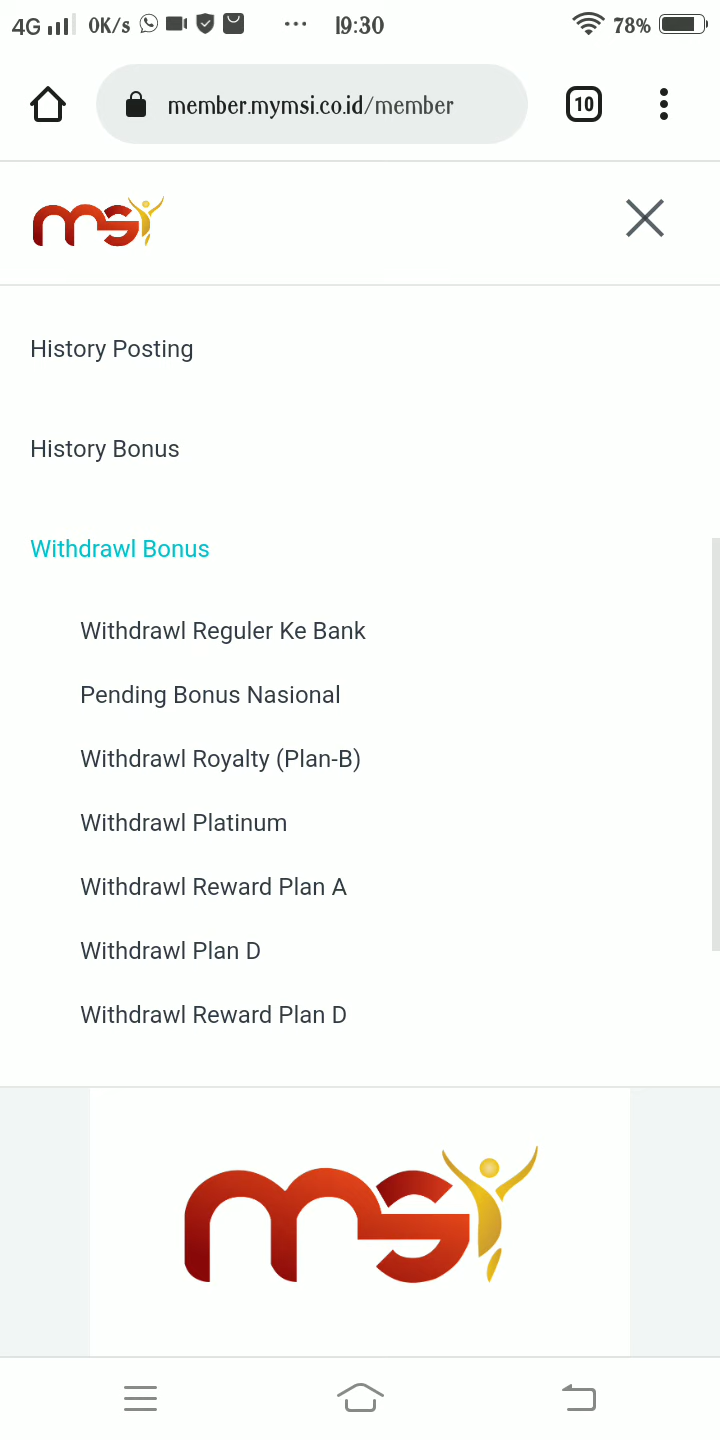 4G 0K/s ... 19:30 78%
member.mymsi.co.id/member 10
msi
History Posting
History Bonus
Withdrawl Bonus
Withdrawl Reguler Ke Bank
Pending Bonus Nasional
Withdrawl Royalty (Plan-B)
Withdrawl Platinum
Withdrawl Reward Plan A
Withdrawl Plan D
Withdrawl Reward Plan D
msi